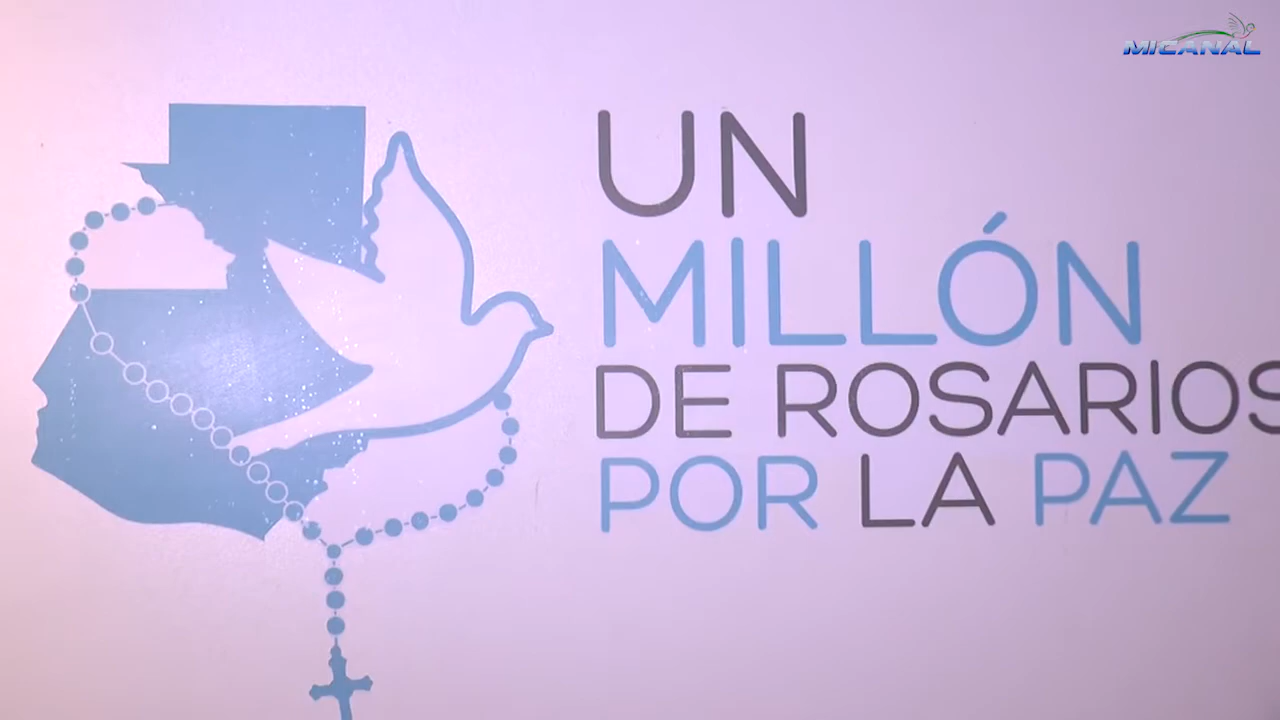 MICANAL
UN
MILLÓN
DE ROSARIOS
POR LA PAZ